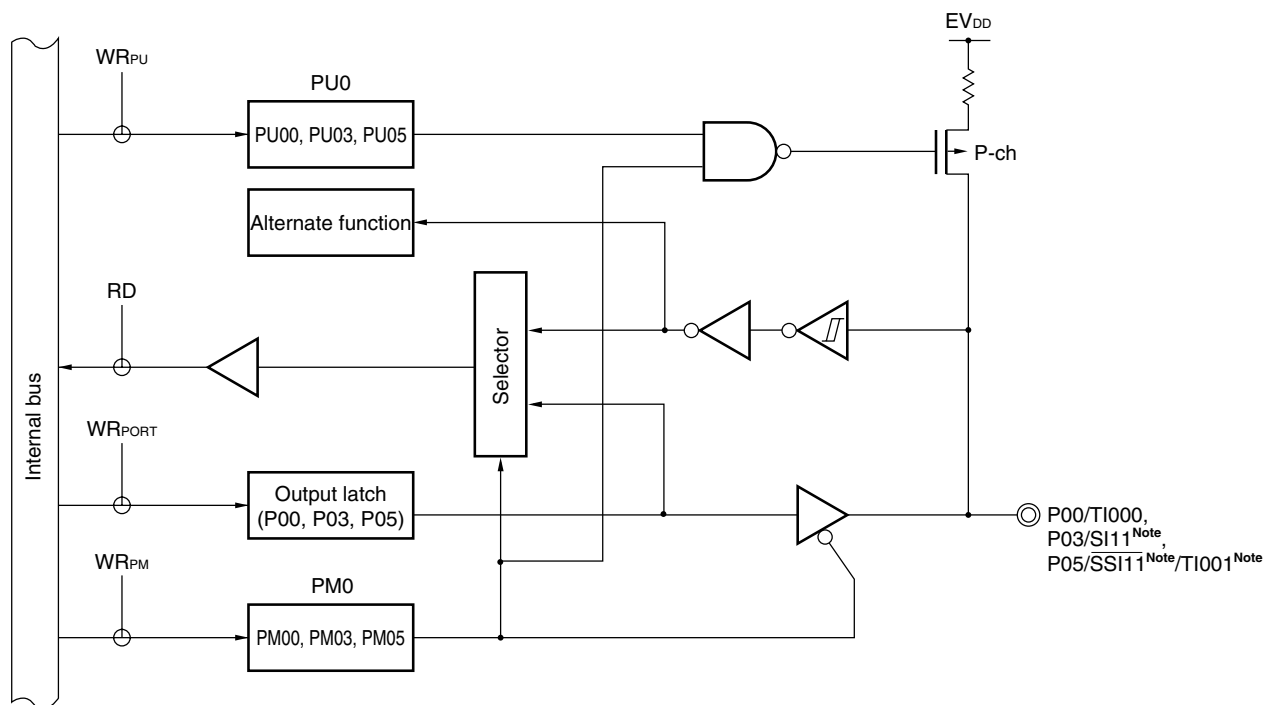 EVDD
WRPU
PU0
PU00, PU03, PU05
P-ch
Alternate function
RD
Selector
Internal bus
WRPORT
Output latch
(P00, P03, P05)
P00/TI000,
P03/SI11Note,
P05/SSI11Note/TI001Note
WRPM
PM0
PM00, PM03, PM05